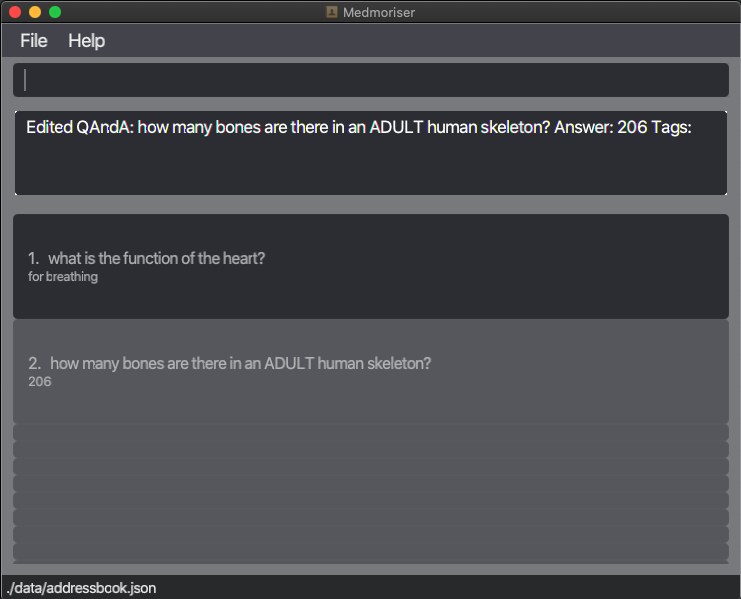 Medmoriser
File Help
Edited QAndA: how many bones are there in an ADULT human skeleton? Answer: 206 Tags:
1. what is the function of the heart?
for breathing
2. how many bones are there in an ADULT human skeleton?
206
./data/addressbook.json